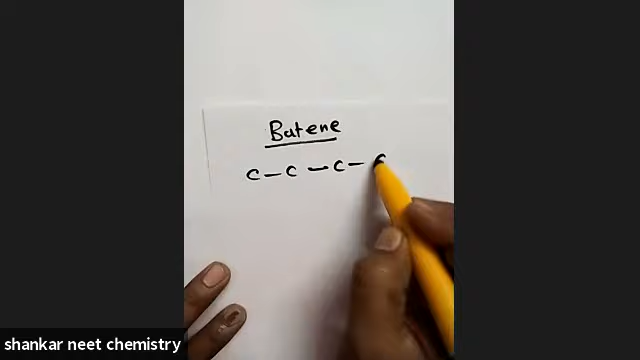 Butene
C – C – C – C
shankar neet chemistry